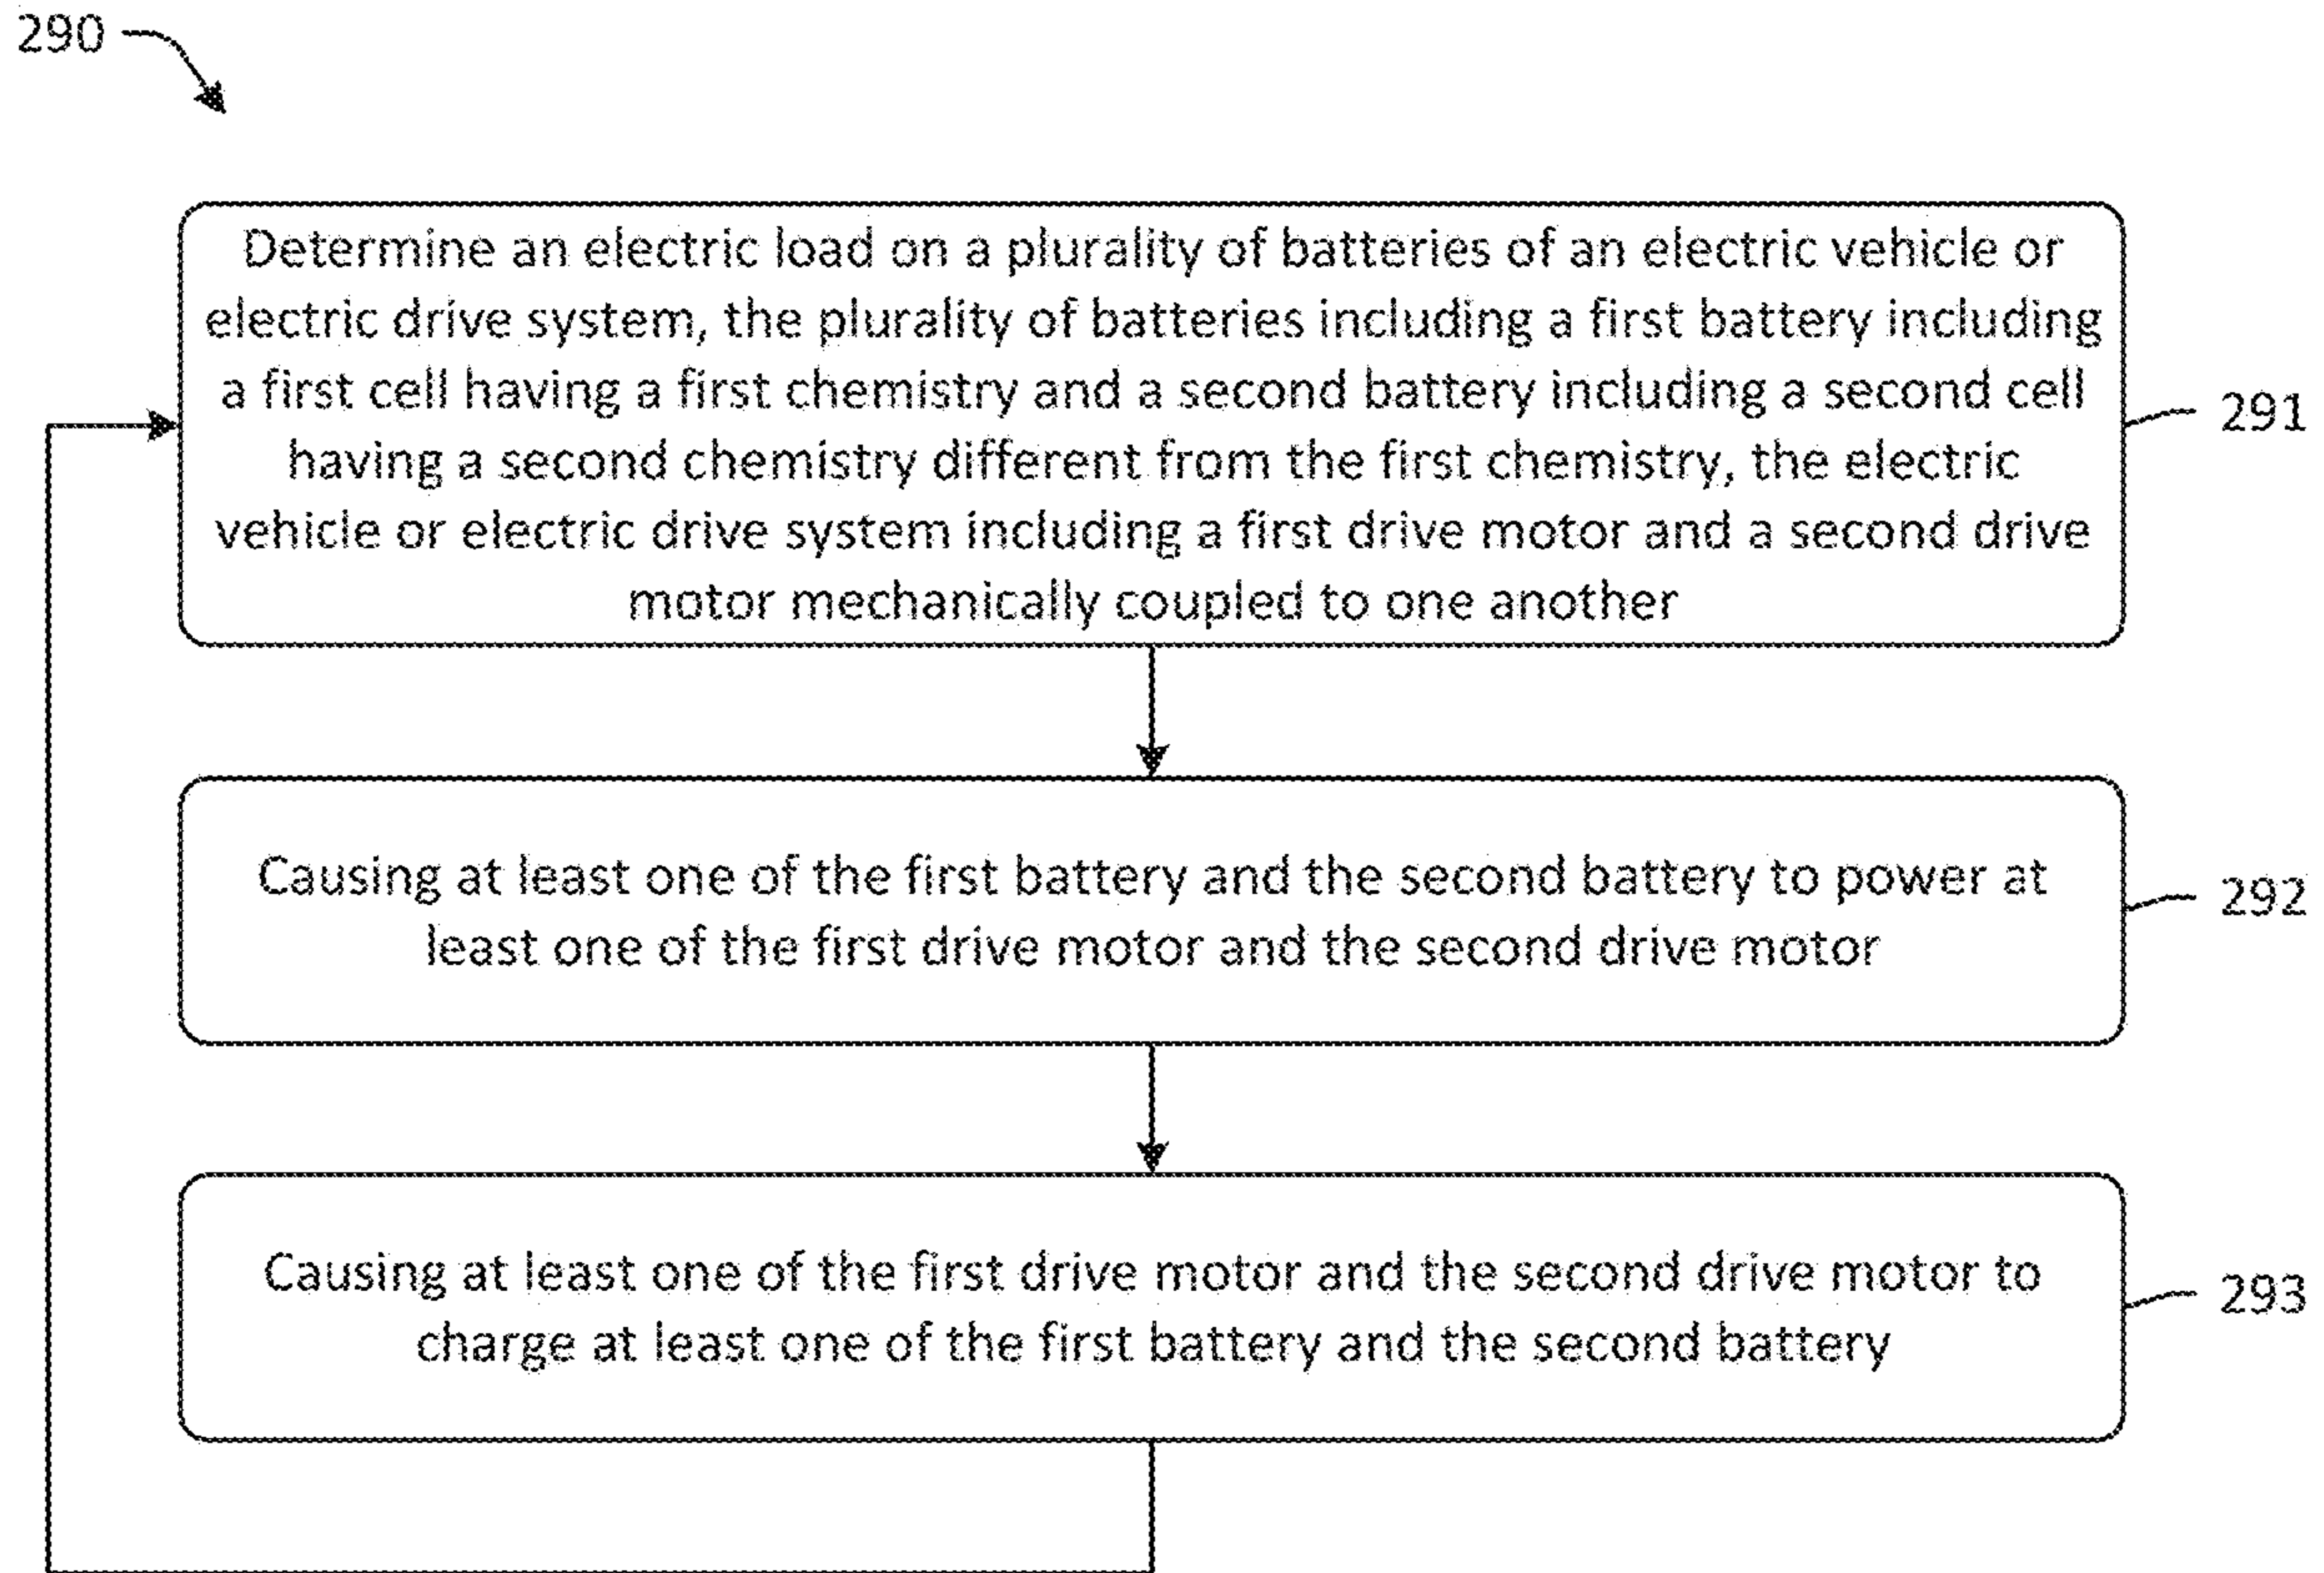 290
Determine an electric load on a plurality of batteries of an electric vehicle or
electric drive system, the plurality of batteries including a first battery including
a first cell having a first chemistry and a second battery including a second cell
having a second chemistry different from the first chemistry, the electric
vehicle or electric drive system including a first drive motor and a second drive
motor mechanically coupled to one another
291
Causing at least one of the first battery and the second battery to power at
least one of the first drive motor and the second drive motor
292
Causing at least one of the first drive motor and the second drive motor to
charge at least one of the first battery and the second battery
293